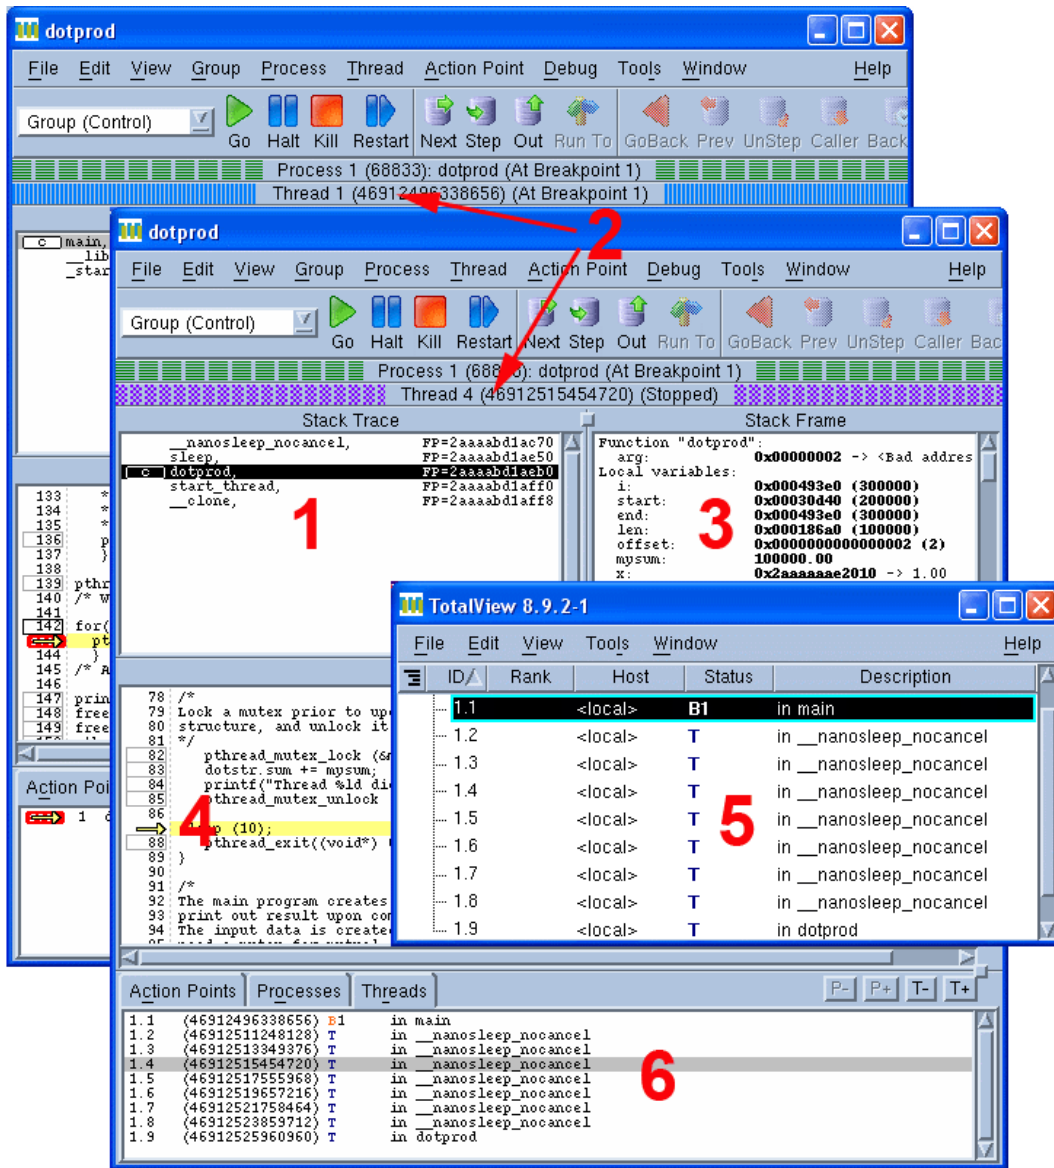 dotprod
File Edit View Group Process Thread Action Point Debug Tools Window Help
Group (Control)
Go Halt Kill Restart Next Step Out Run To GoBack Prev UnStep Caller Back
Process 1 (68833): dotprod (At Breakpoint 1)
Thread 1 (46912496338656) (At Breakpoint 1)
C main,
__lib
_star
133 *
134 *
135 *
136 p
137 }
138
139 pthr
140 /* W
141
142 for(
pt
144 }
145 /* A
146
147 prin
148 free
149 free
Action Poi
1 d
2
dotprod
File Edit View Group Process Thread Action Point Debug Tools Window Help
Group (Control)
Go Halt Kill Restart Next Step Out Run To GoBack Prev UnStep Caller Bac
Process 1 (688 ): dotprod (At Breakpoint 1)
Thread 4 (46912515454720) (Stopped)
Stack Trace
__nanosleep_nocancel, FP=2aaaabd1ac70
sleep, FP=2aaaabd1ae50
C dotprod, FP=2aaaabd1aeb0
start_thread, FP=2aaaabd1aff0
__clone, FP=2aaaabd1aff8
1
Stack Frame
Function "dotprod":
arg: 0x00000002 -> <Bad addres
Local variables:
i: 0x000493e0 (300000)
start: 0x00030d40 (200000)
end: 0x000493e0 (300000)
len: 0x000186a0 (100000)
offset: 0x0000000000000002 (2)
mysum: 100000.00
x: 0x2aaaaaae2010 -> 1.00
3
78 /*
79 Lock a mutex prior to up
80 structure, and unlock it
81 */
82 pthread_mutex_lock (&
83 dotstr.sum += mysum;
84 printf("Thread %ld di
85 pthread_mutex_unlock
86
(10);
88 pthread_exit((void*)
89 }
90
91 /*
92 The main program creates
93 print out result upon co
94 The input data is create
4
TotalView 8.9.2-1
File Edit View Tools Window Help
ID Rank Host Status Description
1.1 <local> B1 in main
1.2 <local> T in __nanosleep_nocancel
1.3 <local> T in __nanosleep_nocancel
1.4 <local> T in __nanosleep_nocancel
1.5 <local> T in __nanosleep_nocancel
1.6 <local> T in __nanosleep_nocancel
1.7 <local> T in __nanosleep_nocancel
1.8 <local> T in __nanosleep_nocancel
1.9 <local> T in dotprod
5
Action Points Processes Threads P- P+ T- T+
1.1 (46912496338656) B1 in main
1.2 (46912511248128) T in __nanosleep_nocancel
1.3 (46912513349376) T in __nanosleep_nocancel
1.4 (46912515454720) T in __nanosleep_nocancel
1.5 (46912517555968) T in __nanosleep_nocancel
1.6 (46912519657216) T in __nanosleep_nocancel
1.7 (46912521758464) T in __nanosleep_nocancel
1.8 (46912523859712) T in __nanosleep_nocancel
1.9 (46912525960960) T in dotprod
6